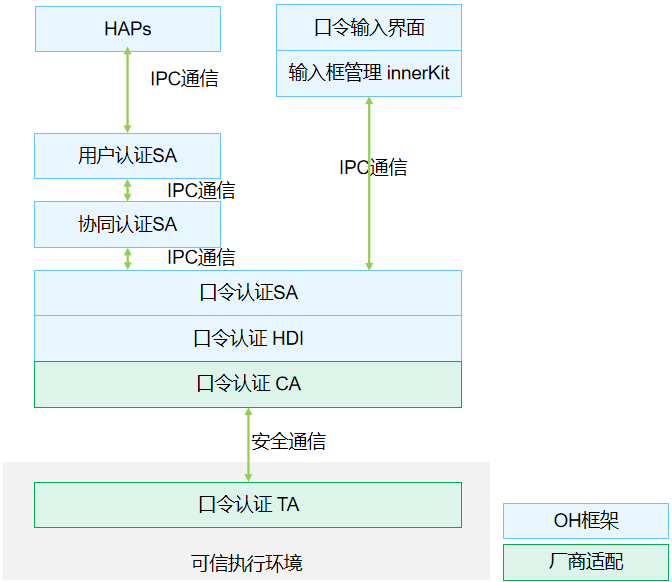 HAPs
口令输入界面
输入框管理 innerKit
IPC通信
用户认证SA
IPC通信
IPC通信
协同认证SA
IPC通信
口令认证SA
口令认证 HDI
口令认证 CA
安全通信
口令认证 TA
可信执行环境
OH框架
厂商适配